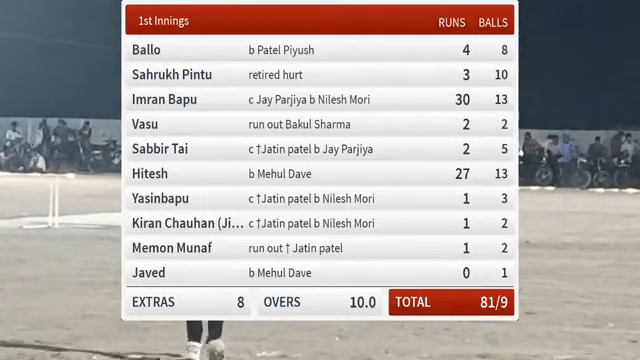 1st Innings RUNS BALLS
Ballo b Patel Piyush 4 8
Sahrukh Pintu retired hurt 3 10
Imran Bapu c Jay Parjiya b Nilesh Mori 30 13
Vasu run out Bakul Sharma 2 2
Sabbir Tai c †Jatin patel b Jay Parjiya 2 5
Hitesh b Mehul Dave 27 13
Yasinbapu c †Jatin patel b Nilesh Mori 1 3
Kiran Chauhan (Ji... c †Jatin patel b Nilesh Mori 1 2
Memon Munaf run out † Jatin patel 1 2
Javed b Mehul Dave 0 1
EXTRAS 8 OVERS 10.0 TOTAL 81/9